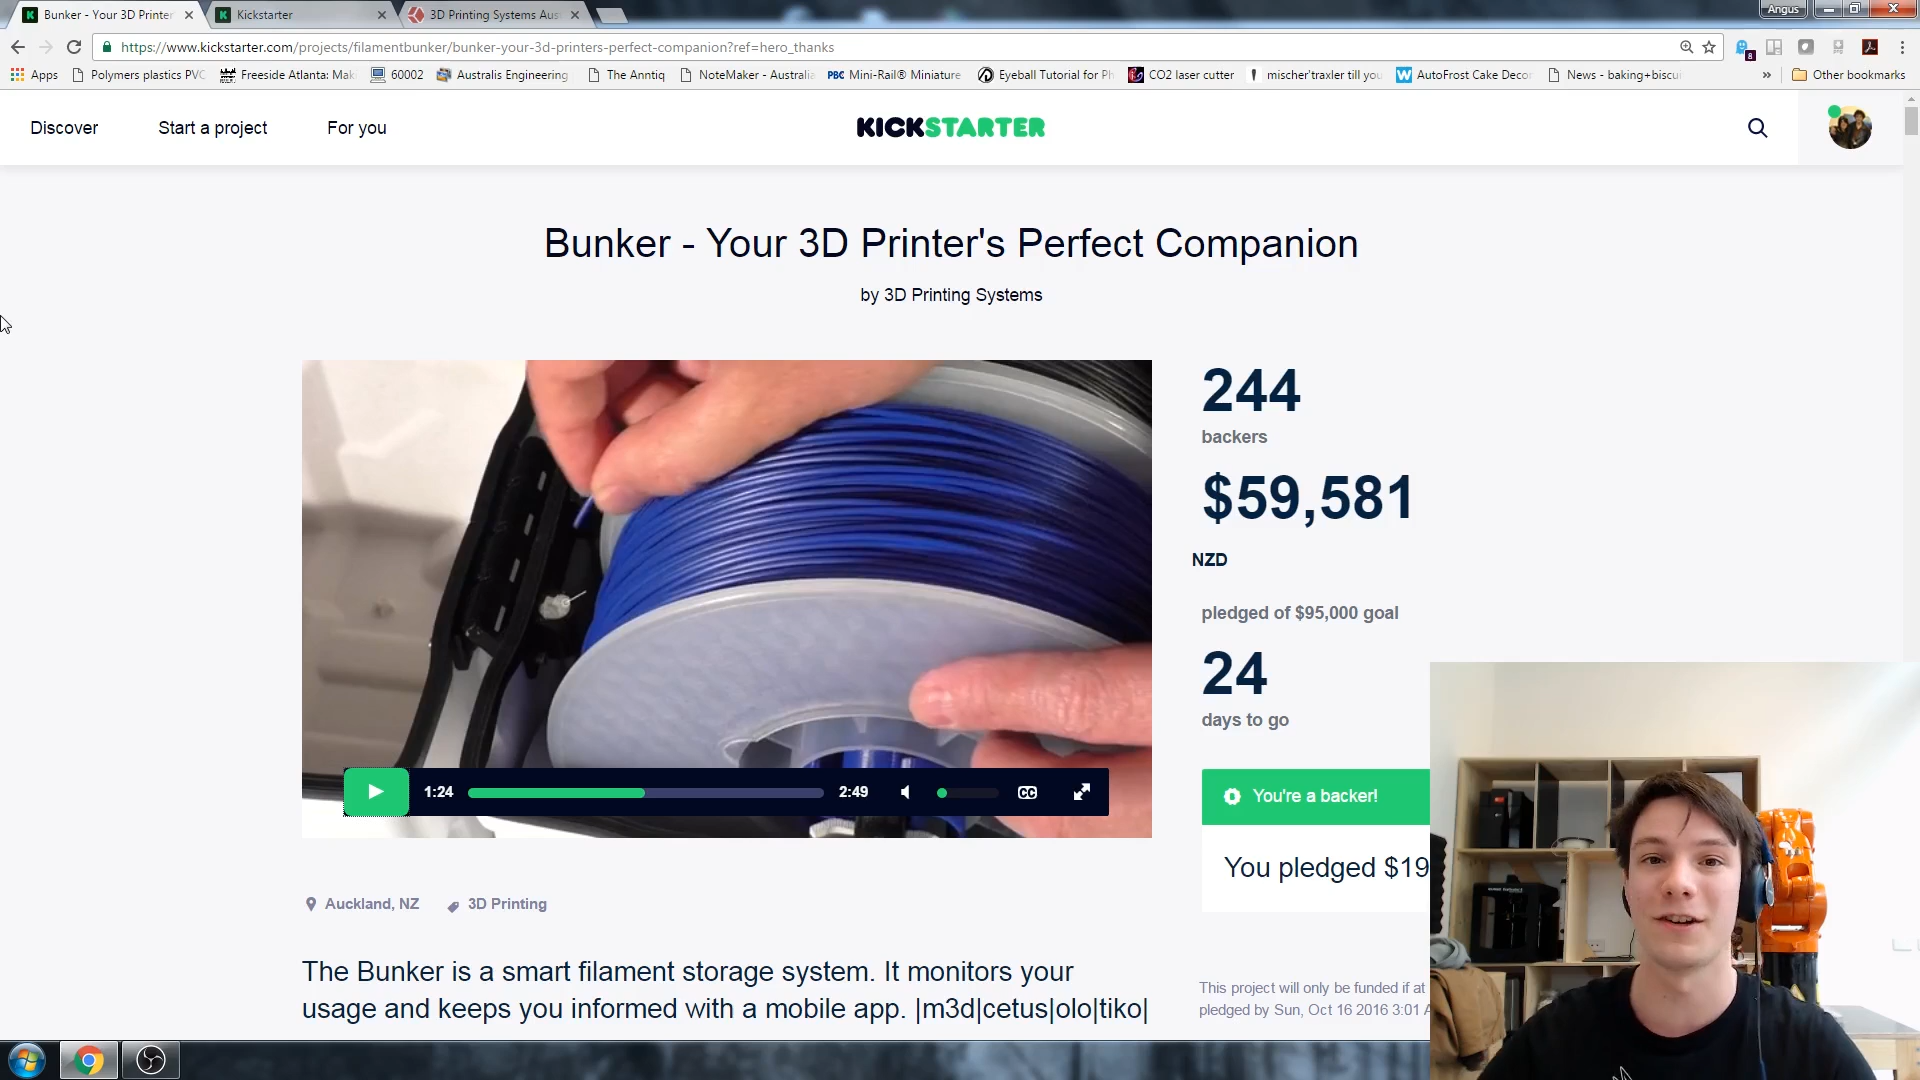 Bunker - Your 3D Printer
Kickstarter
3D Printing Systems Aus
Angus
https://www.kickstarter.com/projects/filamentbunker/bunker-your-3d-printers-perfect-companion?ref=hero_thanks
8
Apps
Polymers plastics PVC
Freeside Atlanta: Mak
60002
Australis Engineering
The Anntiq
NoteMaker - Australia
PBC Mini-Rail® Miniature
Eyeball Tutorial for Ph
CO2 laser cutter
mischer'traxler till you
AutoFrost Cake Decor
News - baking+biscui
»
Other bookmarks
Discover
Start a project
For you
KICKSTARTER
Bunker - Your 3D Printer's Perfect Companion
by 3D Printing Systems
244
backers
$59,581
NZD
pledged of $95,000 goal
24
days to go
1:24
2:49
CC
You're a backer!
You pledged $19
Auckland, NZ
3D Printing
The Bunker is a smart filament storage system. It monitors your
usage and keeps you informed with a mobile app. |m3d|cetus|olo|tiko|
This project will only be funded if at
pledged by Sun, Oct 16 2016 3:01 A